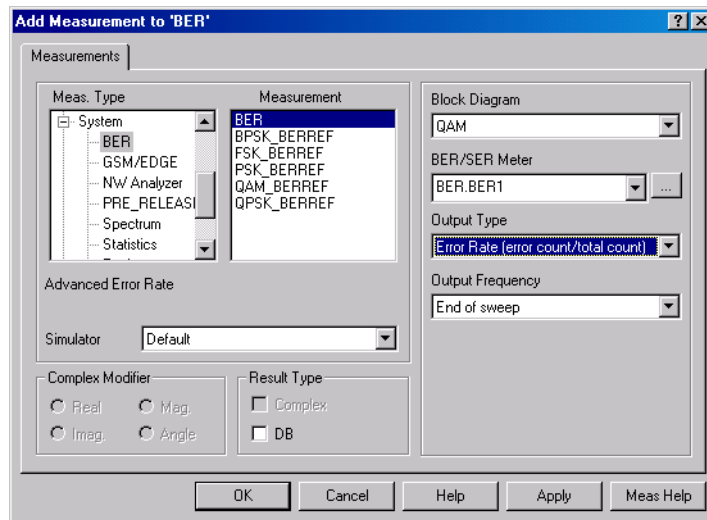 Add Measurement to 'BER'
Measurements
Meas. Type
System
BER
GSM/EDGE
NW Analyzer
PRE_RELEASI
Spectrum
Statistics
Measurement
BER
BPSK_BERREF
FSK_BERREF
PSK_BERREF
QAM_BERREF
QPSK_BERREF
Advanced Error Rate
Simulator
Default
Complex Modifier
Real
Mag.
Imag.
Angle
Result Type
Complex
DB
Block Diagram
QAM
BER/SER Meter
BER.BER1
...
Output Type
Error Rate (error count/total count)
Output Frequency
End of sweep
OK
Cancel
Help
Apply
Meas Help